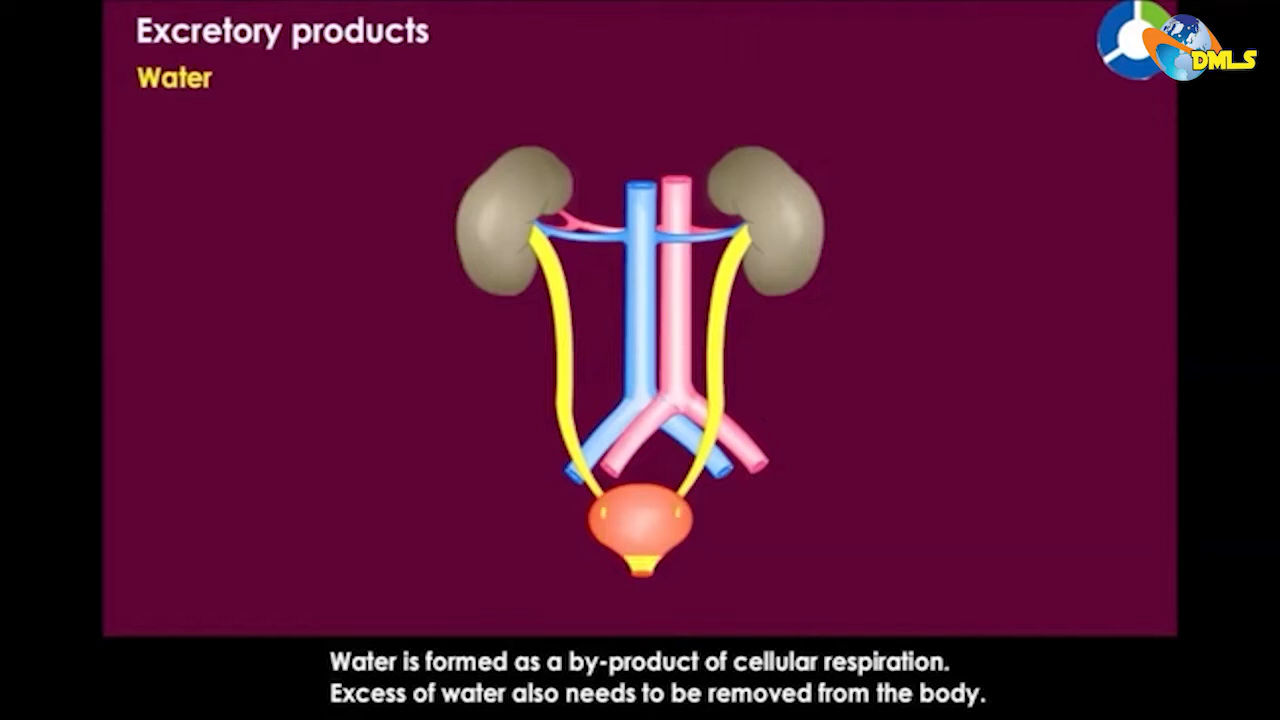 Excretory products
Water
DMLS
Water is formed as a by-product of cellular respiration.
Excess of water also needs to be removed from the body.